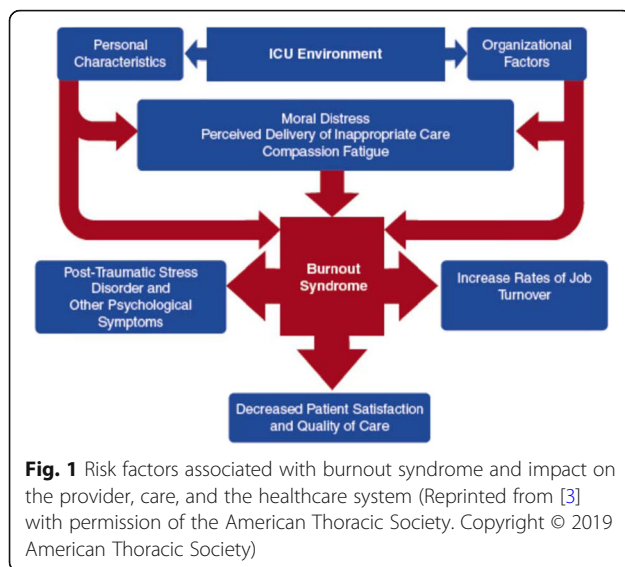 Personal
Characteristics
ICU Environment
Organizational
Factors
Moral Distress
Perceived Delivery of Inappropriate Care
Compassion Fatigue
Burnout
Syndrome
Post-Traumatic Stress
Disorder and
Other Psychological
Symptoms
Increase Rates of Job
Turnover
Decreased Patient Satisfaction
and Quality of Care
Fig. 1 Risk factors associated with burnout syndrome and impact on
the provider, care, and the healthcare system (Reprinted from [3]
with permission of the American Thoracic Society. Copyright © 2019
American Thoracic Society)